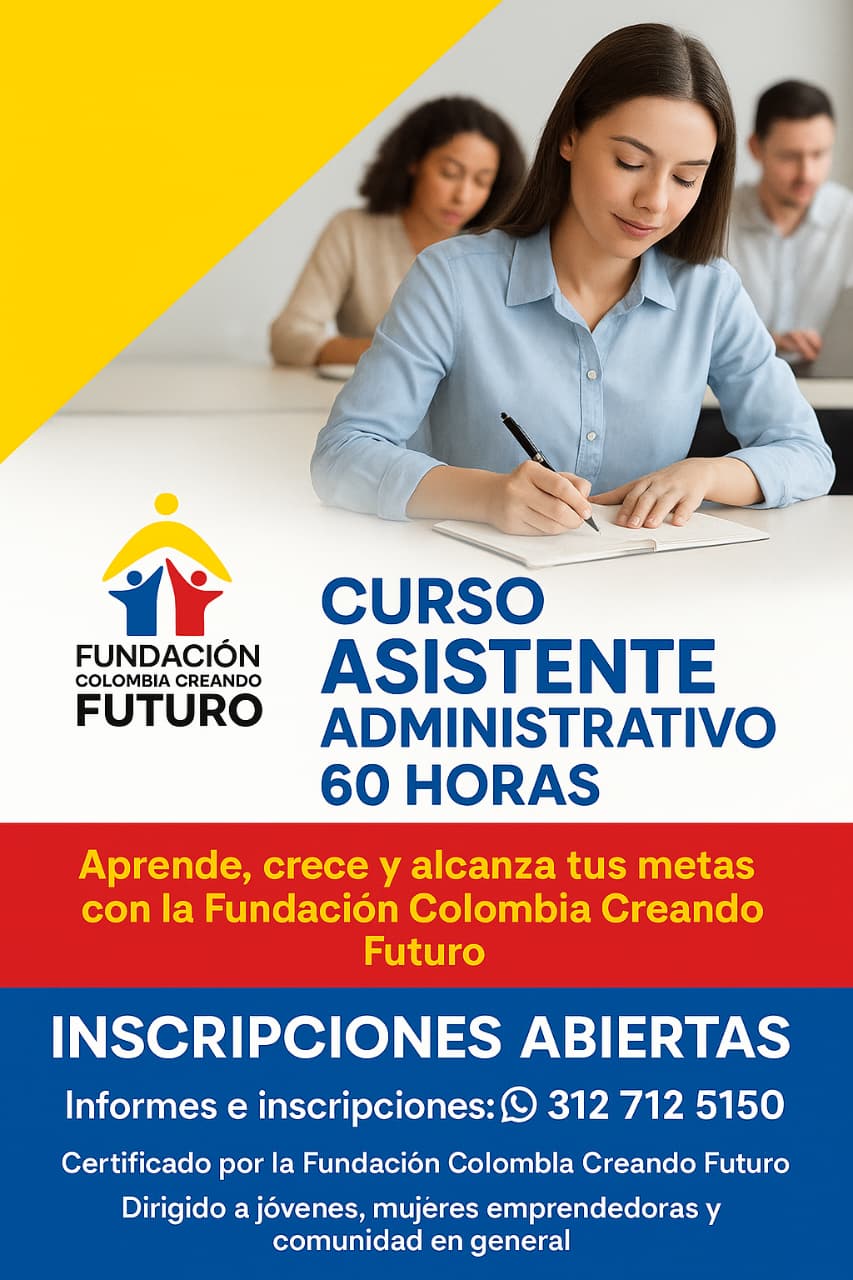 FUNDACIÓN
COLOMBIA CREANDO
FUTURO
CURSO
ASISTENTE
ADMINISTRATIVO
60 HORAS
Aprende, crece y alcanza tus metas
con la Fundación Colombia Creando
Futuro
INSCRIPCIONES ABIERTAS
Informes e inscripciones: 312 712 5150
Certificado por la Fundación Colombla Creando Futuro
Dirigido a jóvenes, mujeres emprendedoras y
comunidad en general